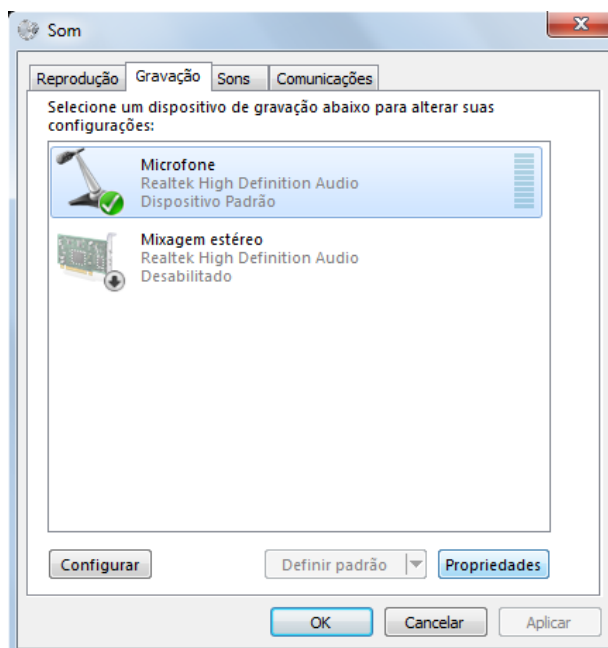 Som
Reprodução Gravação Sons Comunicações
Selecione um dispositivo de gravação abaixo para alterar suas
configurações:
Microfone
Realtek High Definition Audio
Dispositivo Padrão
Mixagem estéreo
Realtek High Definition Audio
Desabilitado
Configurar Definir padrão Propriedades
OK Cancelar Aplicar